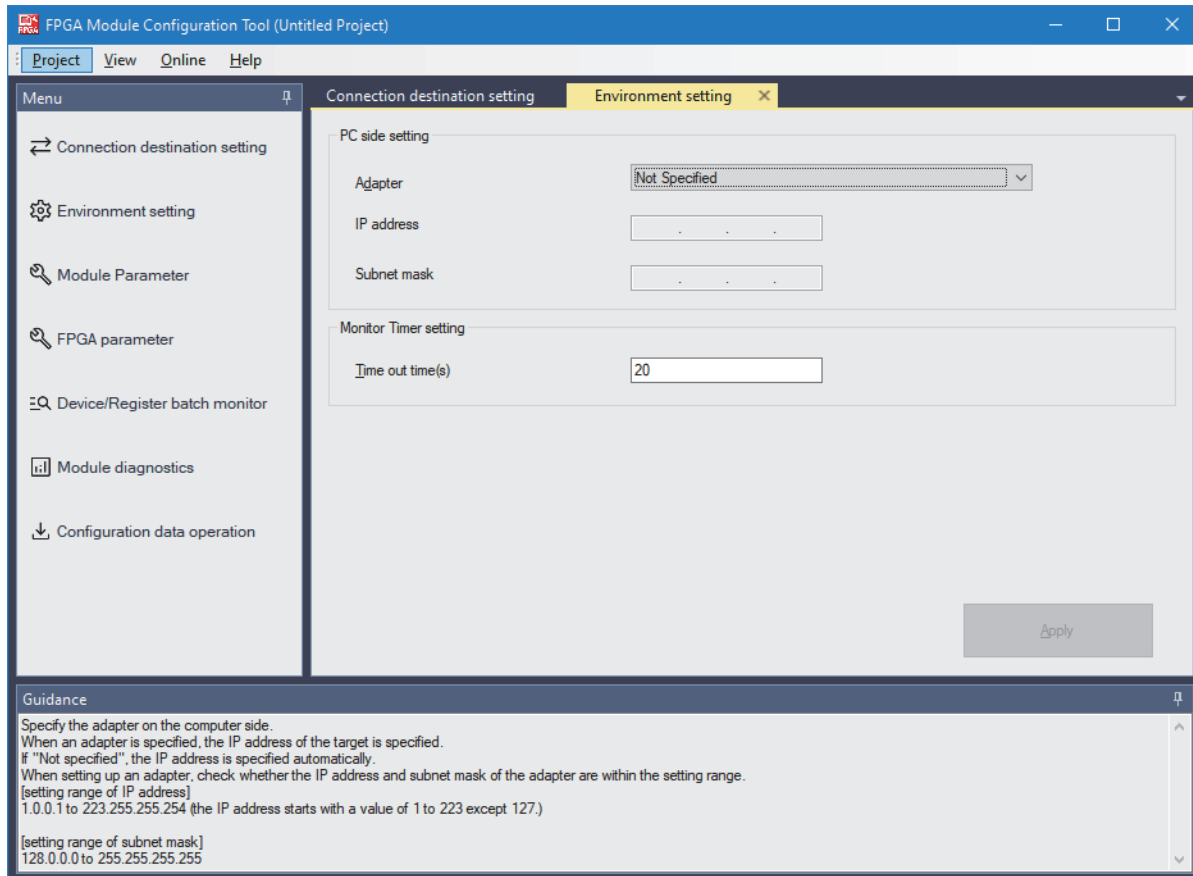 FPGA
FPGA Module Configuration Tool (Untitled Project)
Project View Online Help
Menu
Connection destination setting
Environment setting
Module Parameter
FPGA parameter
Device/Register batch monitor
Module diagnostics
Configuration data operation
Connection destination setting Environment setting
PC side setting
Adapter Not Specified
IP address . . .
Subnet mask . . .
Monitor Timer setting
Time out time(s) 20
Apply
Guidance
Specify the adapter on the computer side.
When an adapter is specified, the IP address of the target is specified.
If "Not specified", the IP address is specified automatically.
When setting up an adapter, check whether the IP address and subnet mask of the adapter are within the setting range.
[setting range of IP address]
1.0.0.1 to 223.255.255.254 (the IP address starts with a value of 1 to 223 except 127.)
[setting range of subnet mask]
128.0.0.0 to 255.255.255.255